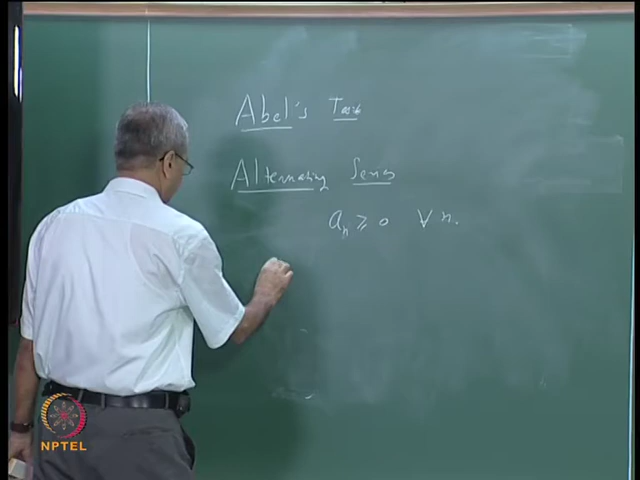 Abel's Test
Alternating Series
aₙ ≥ 0 ∀ n.
NPTEL